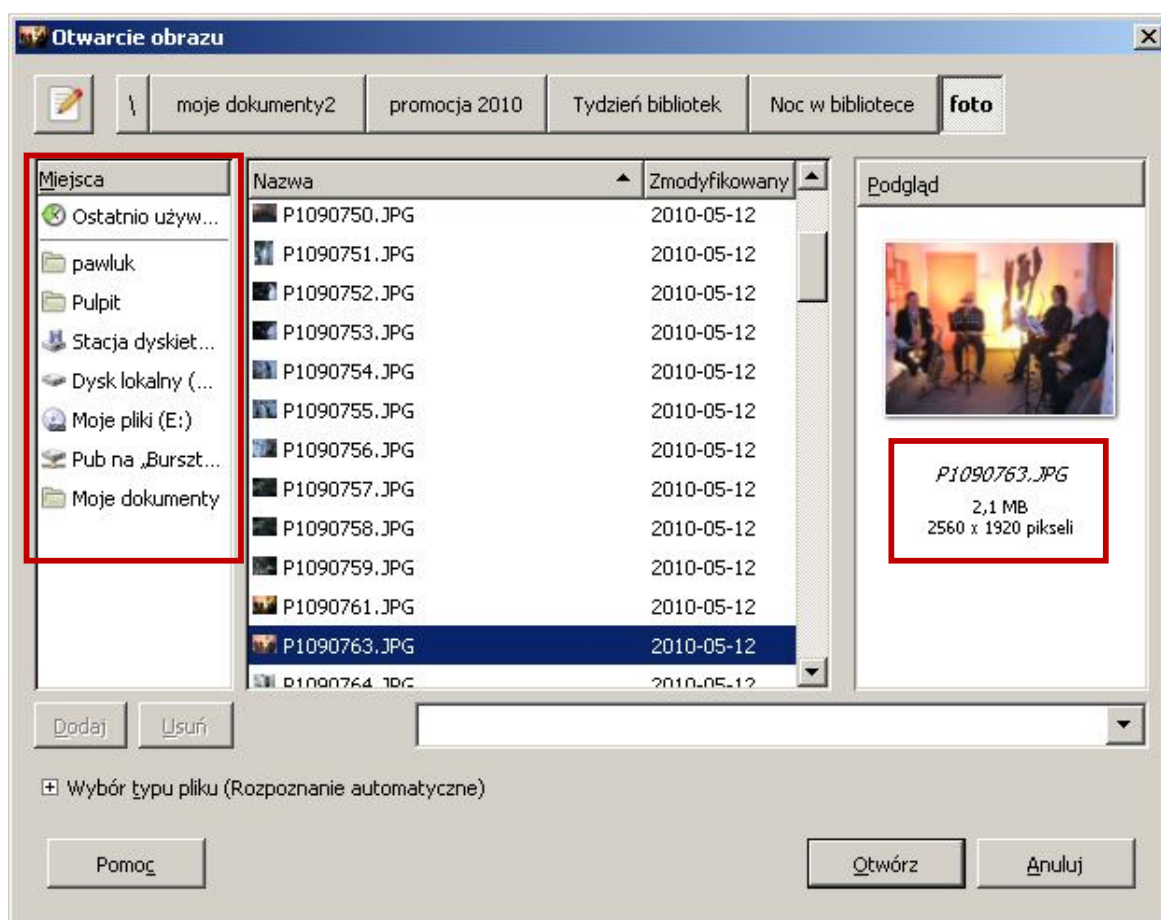 Otwarcie obrazu
\ moje dokumenty2 promocja 2010 Tydzień bibliotek Noc w bibliotece foto
Miejsca
Ostatnio używ...
pawluk
Pulpit
Stacja dyskiet...
Dysk lokalny (...
Moje pliki (E:)
Pub na „Burszt...
Moje dokumenty
Nazwa Zmodyfikowany
P1090750.JPG 2010-05-12
P1090751.JPG 2010-05-12
P1090752.JPG 2010-05-12
P1090753.JPG 2010-05-12
P1090754.JPG 2010-05-12
P1090755.JPG 2010-05-12
P1090756.JPG 2010-05-12
P1090757.JPG 2010-05-12
P1090758.JPG 2010-05-12
P1090759.JPG 2010-05-12
P1090761.JPG 2010-05-12
P1090763.JPG 2010-05-12
P1090764.JPG 2010-05-12
Podgląd
P1090763.JPG
2,1 MB
2560 x 1920 pikseli
Dodaj Usuń
Wybór typu pliku (Rozpoznanie automatyczne)
Pomoc Otwórz Anuluj